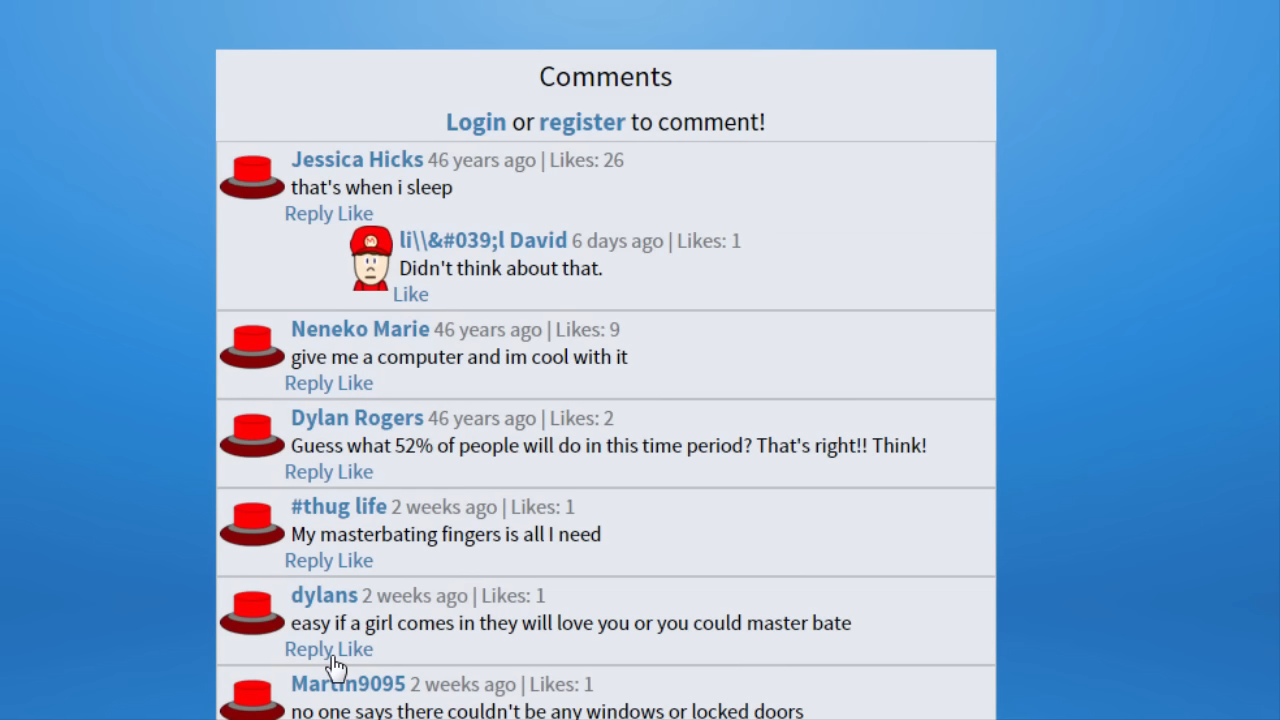 Comments
Login or register to comment!
Jessica Hicks 46 years ago | Likes: 26
that's when i sleep
Reply Like
M
li\\&#039;l David 6 days ago | Likes: 1
Didn't think about that.
Like
Neneko Marie 46 years ago | Likes: 9
give me a computer and im cool with it
Reply Like
Dylan Rogers 46 years ago | Likes: 2
Guess what 52% of people will do in this time period? That's right!! Think!
Reply Like
#thug life 2 weeks ago | Likes: 1
My masterbating fingers is all I need
Reply Like
dylans 2 weeks ago | Likes: 1
easy if a girl comes in they will love you or you could master bate
Reply Like
Martin9095 2 weeks ago | Likes: 1
no one says there couldn't be any windows or locked doors